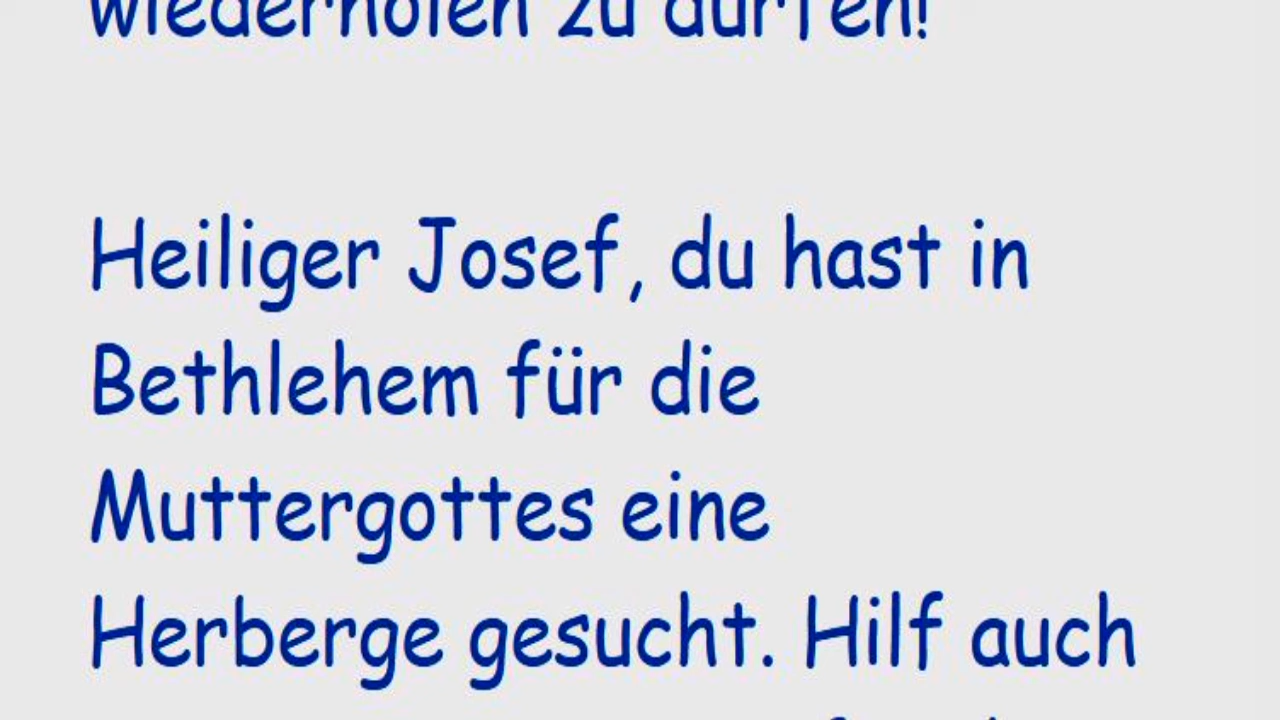 wiederholen zu dürfen!
Heiliger Josef, du hast in
Bethlehem für die
Muttergottes eine
Herberge gesucht. Hilf auch